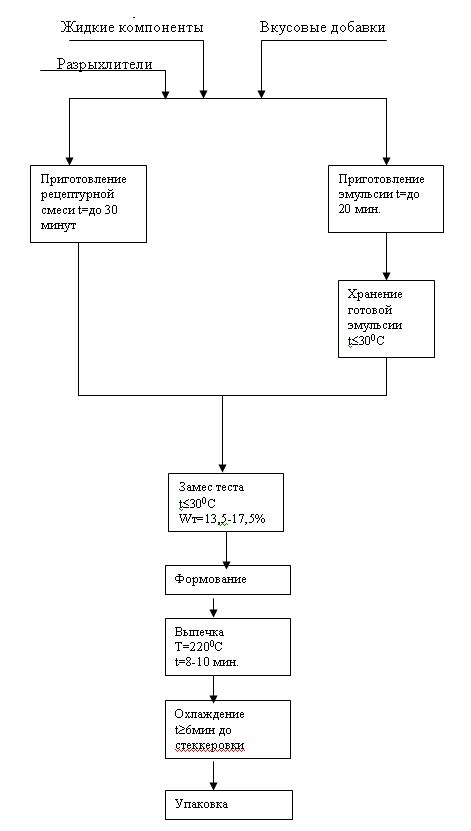 Жидкие компоненты
Вкусовые добавки
Разрыхлители
Приготовление
рецептурной
смеси t=до 30
минут
Приготовление
эмульсии t=до
20 мин.
Хранение
готовой
эмульсии
t≤30⁰С
Замес теста
t≤30⁰С
Wт=13,5-17,5%
Формование
Выпечка
Т=220⁰С
t=8-10 мин.
Охлаждение
t≥6мин до
стеккеровки
Упаковка